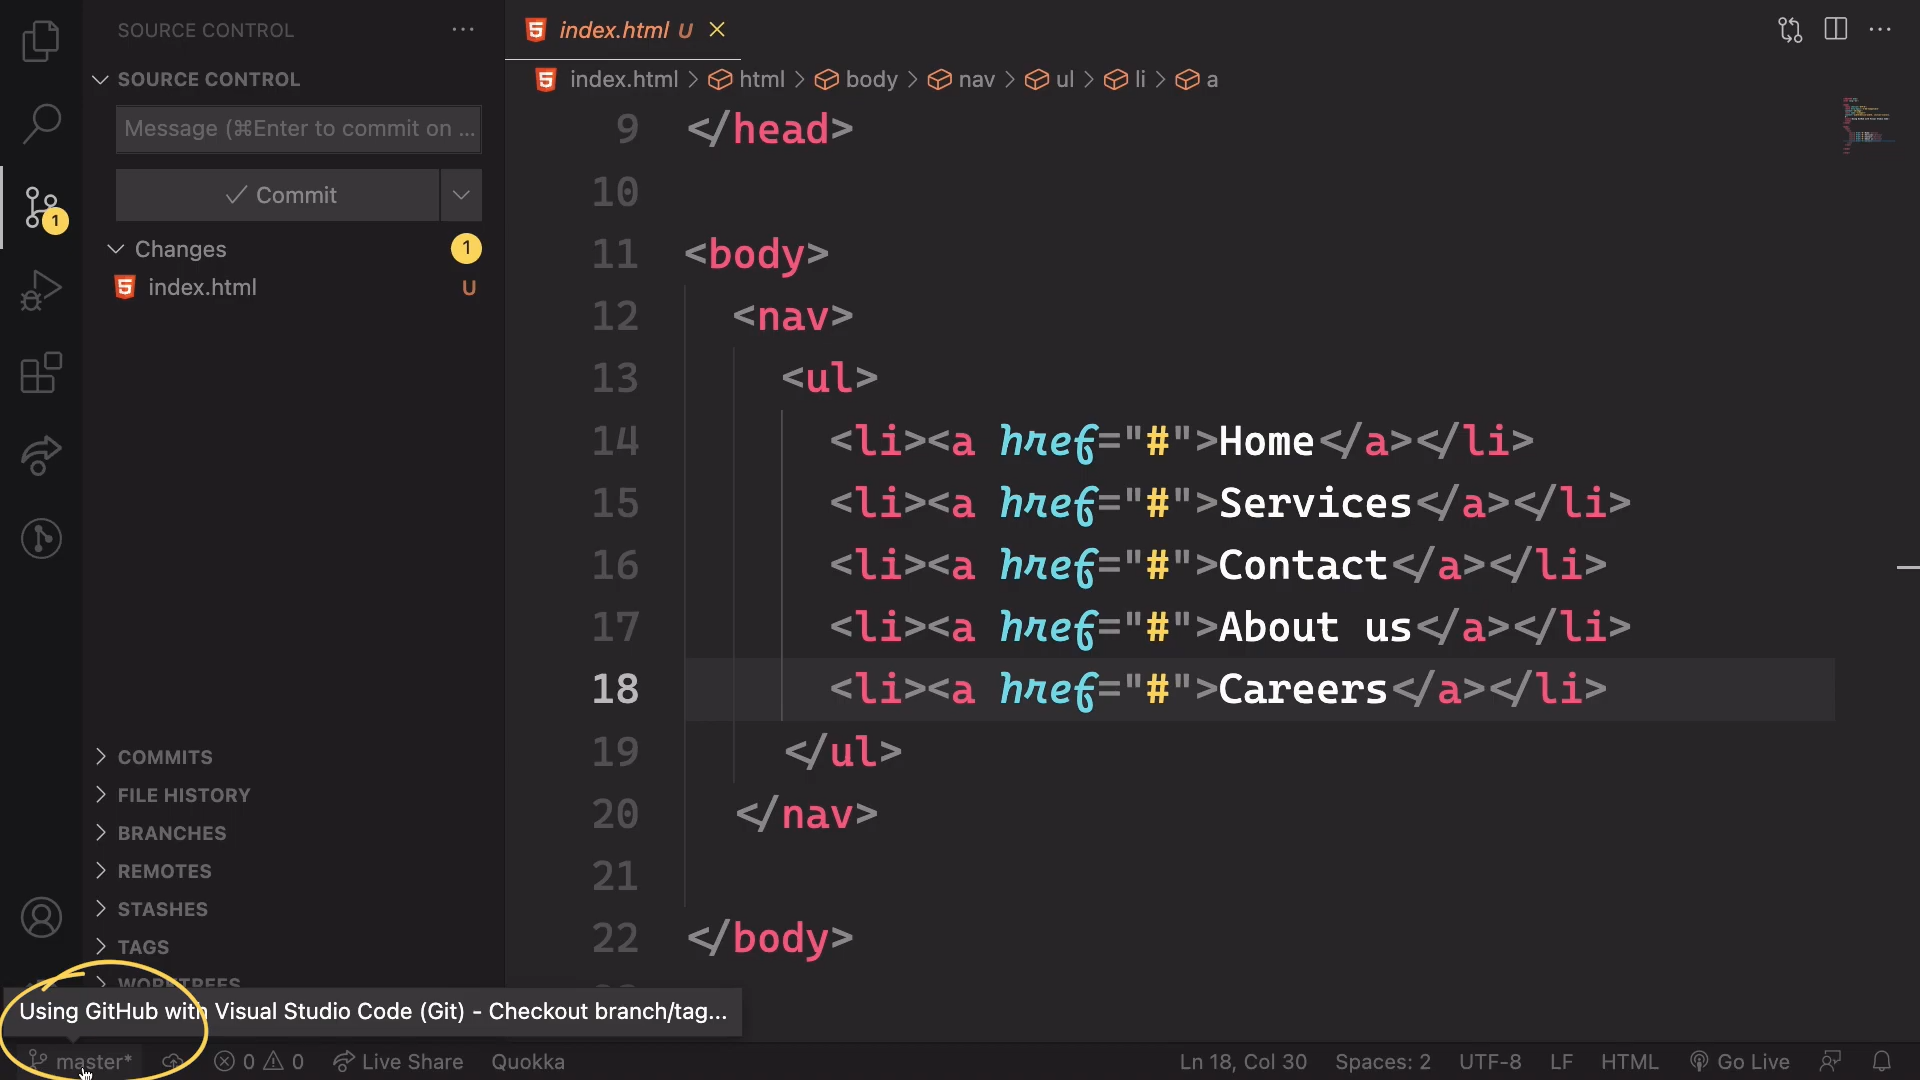 SOURCE CONTROL
SOURCE CONTROL
Message (⌘Enter to commit on ...
Commit
Changes 1
index.html U
1
COMMITS
FILE HISTORY
BRANCHES
REMOTES
STASHES
TAGS
WORKTREES
index.html U
index.html > html > body > nav > ul > li > a
9 </head>
10
11 <body>
12 <nav>
13 <ul>
14 <li><a href="#">Home</a></li>
15 <li><a href="#">Services</a></li>
16 <li><a href="#">Contact</a></li>
17 <li><a href="#">About us</a></li>
18 <li><a href="#">Careers</a></li>
19 </ul>
20 </nav>
21
22 </body>
Using GitHub with Visual Studio Code (Git) - Checkout branch/tag...
master* 0 0 Live Share Quokka Ln 18, Col 30 Spaces: 2 UTF-8 LF HTML Go Live